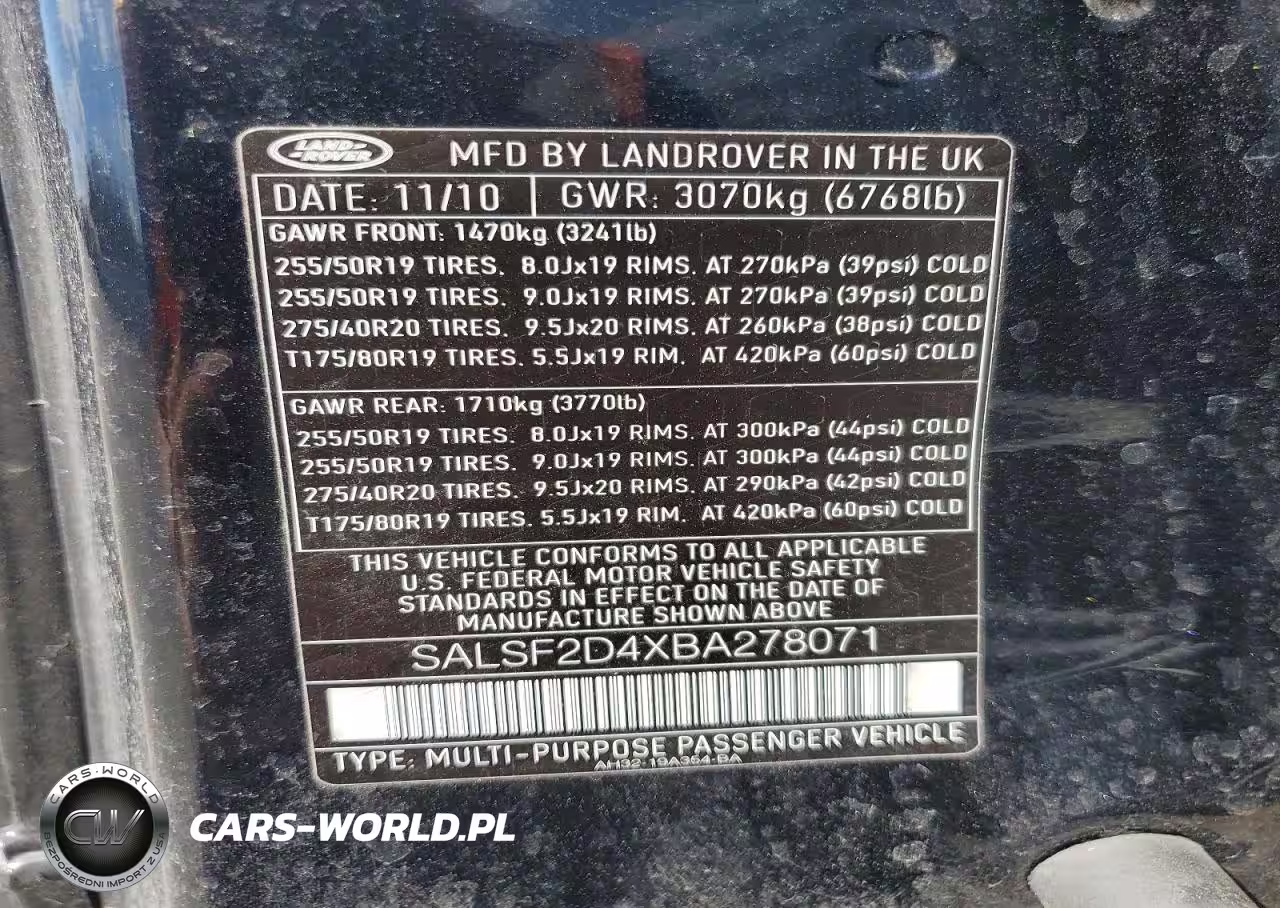 LAND-
-ROVER
MFD BY LANDROVER IN THE UK
DATE: 11/10 GWR: 3070kg (6768lb)
GAWR FRONT: 1470kg (3241lb)
255/50R19 TIRES. 8.0Jx19 RIMS. AT 270kPa (39psi) COLD
255/50R19 TIRES. 9.0Jx19 RIMS. AT 270kPa (39psi) COLD
275/40R20 TIRES. 9.5Jx20 RIMS. AT 260kPa (38psi) COLD
T175/80R19 TIRES. 5.5Jx19 RIM. AT 420kPa (60psi) COLD
GAWR REAR: 1710kg (3770lb)
255/50R19 TIRES. 8.0Jx19 RIMS. AT 300kPa (44psi) COLD
255/50R19 TIRES. 9.0Jx19 RIMS. AT 300kPa (44psi) COLD
275/40R20 TIRES. 9.5Jx20 RIMS. AT 290kPa (42psi) COLD
T175/80R19 TIRES. 5.5Jx19 RIM. AT 420kPa (60psi) COLD
THIS VEHICLE CONFORMS TO ALL APPLICABLE
U.S. FEDERAL MOTOR VEHICLE SAFETY
STANDARDS IN EFFECT ON THE DATE OF
MANUFACTURE SHOWN ABOVE
SALSF2D4XBA278071
TYPE: MULTI-PURPOSE PASSENGER VEHICLE
AH32-19A354-BA
CARS-WORLD
CW
BEZPOŚREDNI IMPORT Z USA
CARS-WORLD.PL